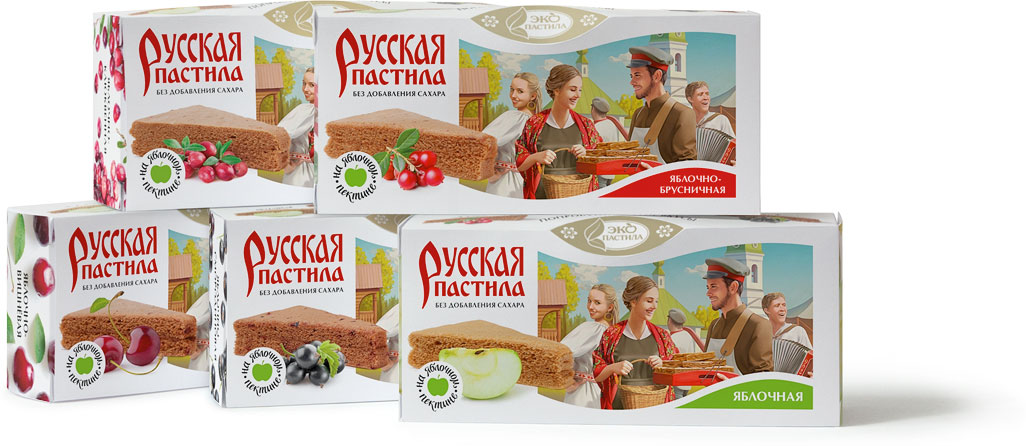 РУССКАЯ
ПАСТИЛА
БЕЗ ДОБАВЛЕНИЯ САХАРА
на яблочном
пектине
ЭКО
ПАСТИЛА
РУССКАЯ
ПАСТИЛА
БЕЗ ДОБАВЛЕНИЯ САХАРА
на яблочном
пектине
ЯБЛОЧНО-
БРУСНИЧНАЯ
ЯБЛОЧНО-
ВИШНЕВАЯ
РУССКАЯ
ПАСТИЛА
БЕЗ ДОБАВЛЕНИЯ САХАРА
на яблочном
пектине
РУССКАЯ
ПАСТИЛА
БЕЗ ДОБАВЛЕНИЯ САХАРА
на яблочном
пектине
ЭКО
ПАСТИЛА
РУССКАЯ
ПАСТИЛА
БЕЗ ДОБАВЛЕНИЯ САХАРА
на яблочном
пектине
ЯБЛОЧНАЯ